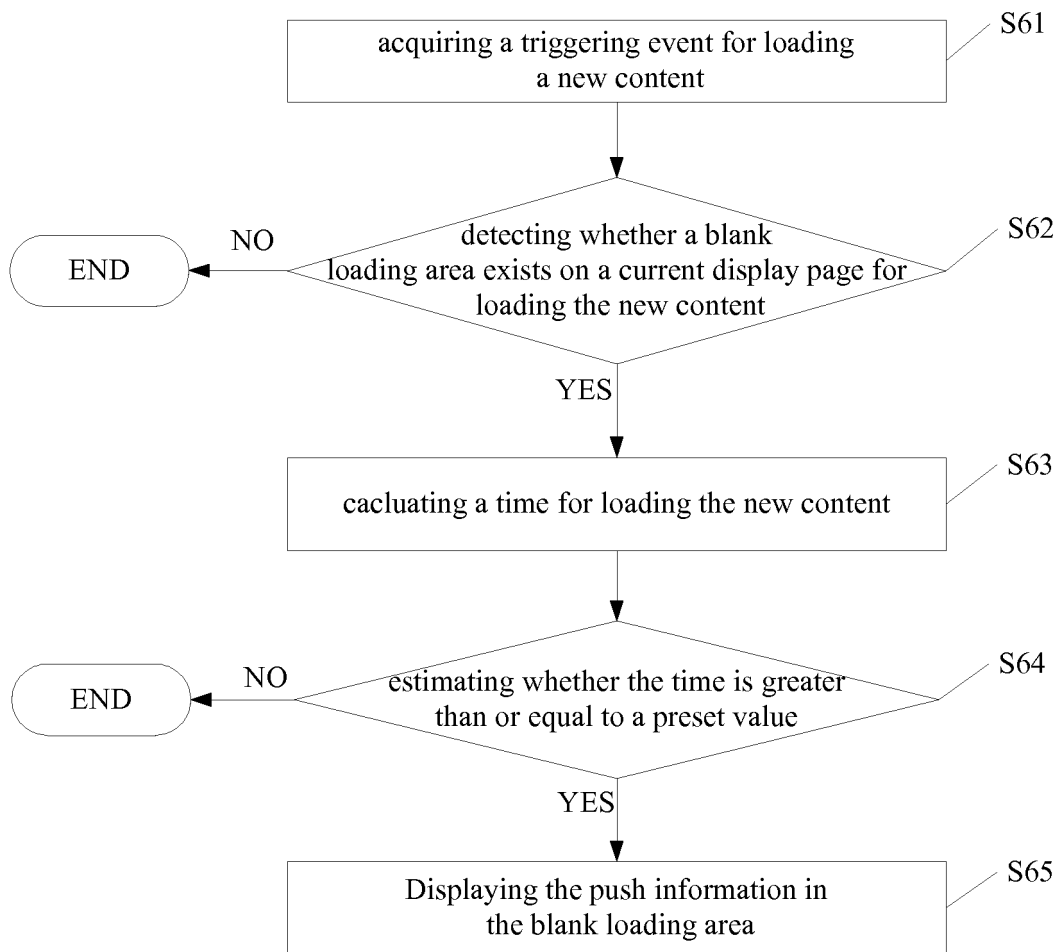 S61
acquiring a triggering event for loading
a new content
S62
NO
detecting whether a blank
END
loading area exists on a current display page for
loading the new content
YES
S63
cacluating a time for loading the new content
S64
NO
estimating whether the time is greater
END
than or equal to a preset value
YES
S65
Displaying the push information in
the blank loading area